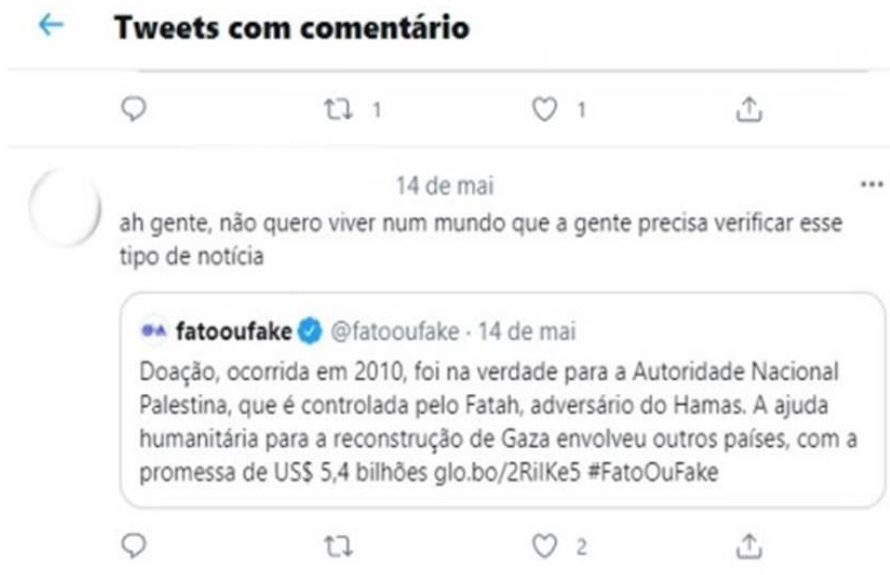 Tweets com comentário
1 1
14 de mai
ah gente, não quero viver num mundo que a gente precisa verificar esse
tipo de notícia
fatooufake @fatooufake · 14 de mai
Doação, ocorrida em 2010, foi na verdade para a Autoridade Nacional
Palestina, que é controlada pelo Fatah, adversário do Hamas. A ajuda
humanitária para a reconstrução de Gaza envolveu outros países, com a
promessa de US$ 5,4 bilhões glo.bo/2RilKe5 #FatoOuFake
2